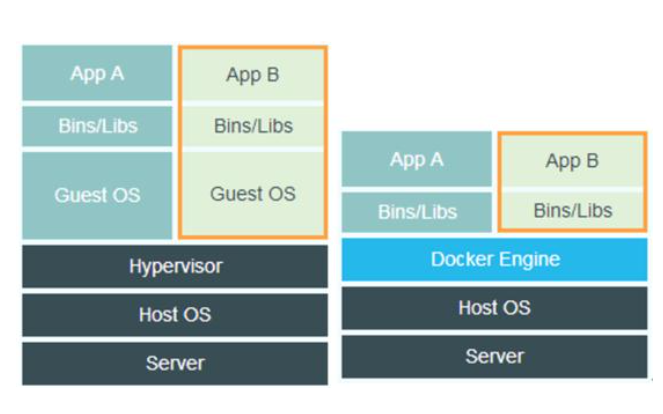 App A
App B
Bins/Libs
Bins/Libs
Guest OS
Guest OS
Hypervisor
Host OS
Server
App A
App B
Bins/Libs
Bins/Libs
Docker Engine
Host OS
Server